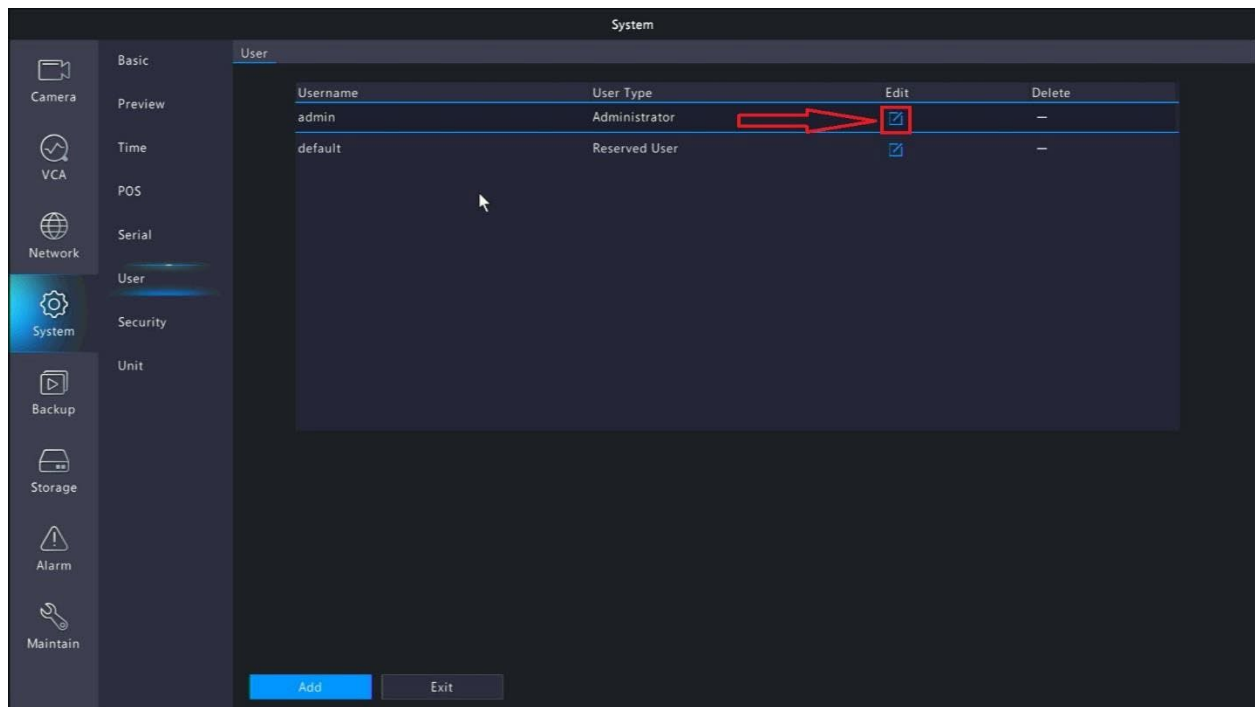 System
Camera
VCA
Network
System
Backup
Storage
Alarm
Maintain
Basic
Preview
Time
POS
Serial
User
Security
Unit
User
Username User Type Edit Delete
admin Administrator –
default Reserved User –
Add Exit